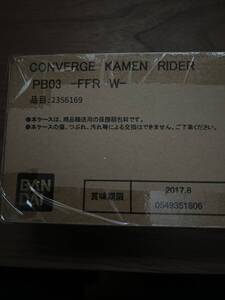 CONVERGE KAMEN RIDER
PB03 -FFR W-
品目:2356169
●本ケースは、商品輸送用の保護梱包材です。
●本ケースの傷、つぶれ、汚れ等による交換はできません。ご了承ください。
BAN
DAI
賞味期限 2017.8
0549351806